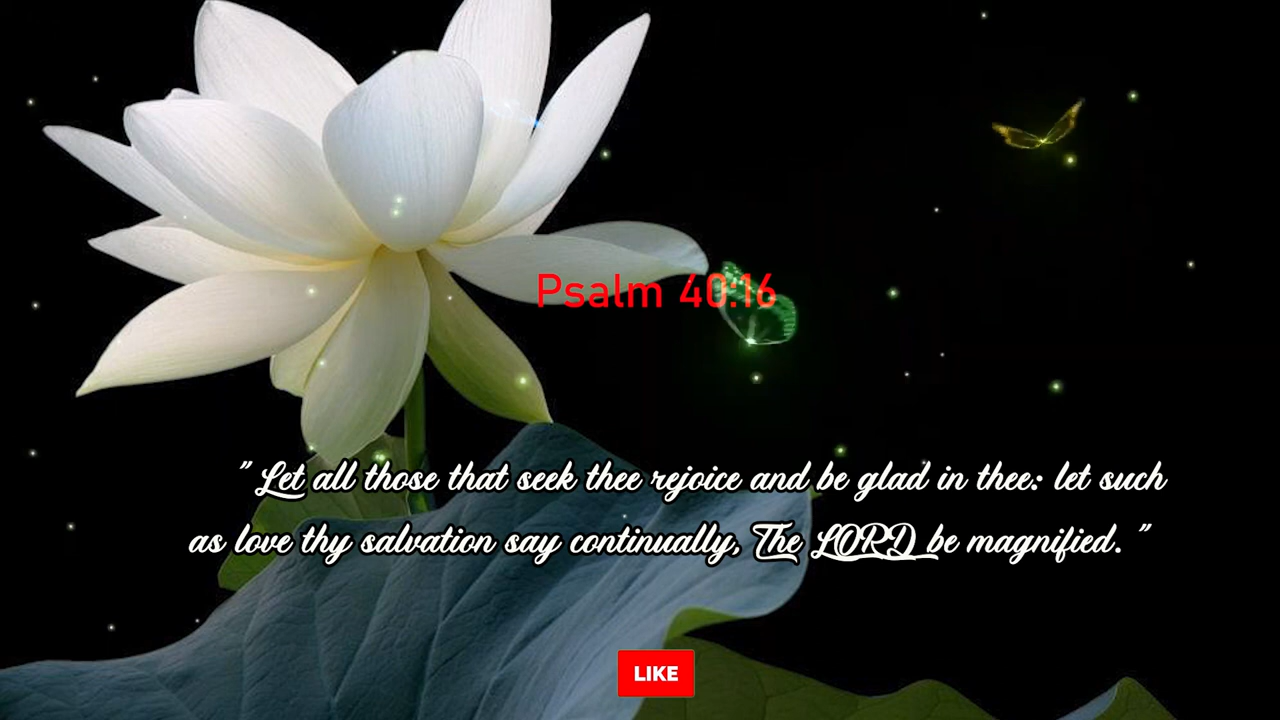 Psalm 40:16
" Let all those that seek thee rejoice and be glad in thee: let such
as love thy salvation say continually, The LORD be magnified. "
LIKE